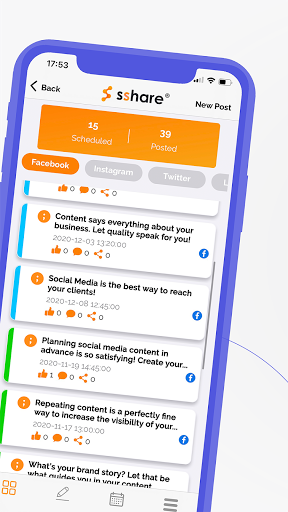 17:53
Back
sshare®
New Post
15
Scheduled
39
Posted
Facebook
Instagram
Twitter
L
0 0 0
Content says everything about your
business. Let quality speak for you!
2020-12-03 13:20:00
0 0 0
Social Media is the best way to reach
your clients!
2020-12-08 12:45:00
0 0 0
Planning social media content in
advance is so satisfying! Create your...
2020-11-19 14:45:00
1 0 0
Repeating content is a perfectly fine
way to increase the visibility of your...
2020-11-17 13:00:00
0 0 0
What's your brand story? Let that be
what guides you in your content